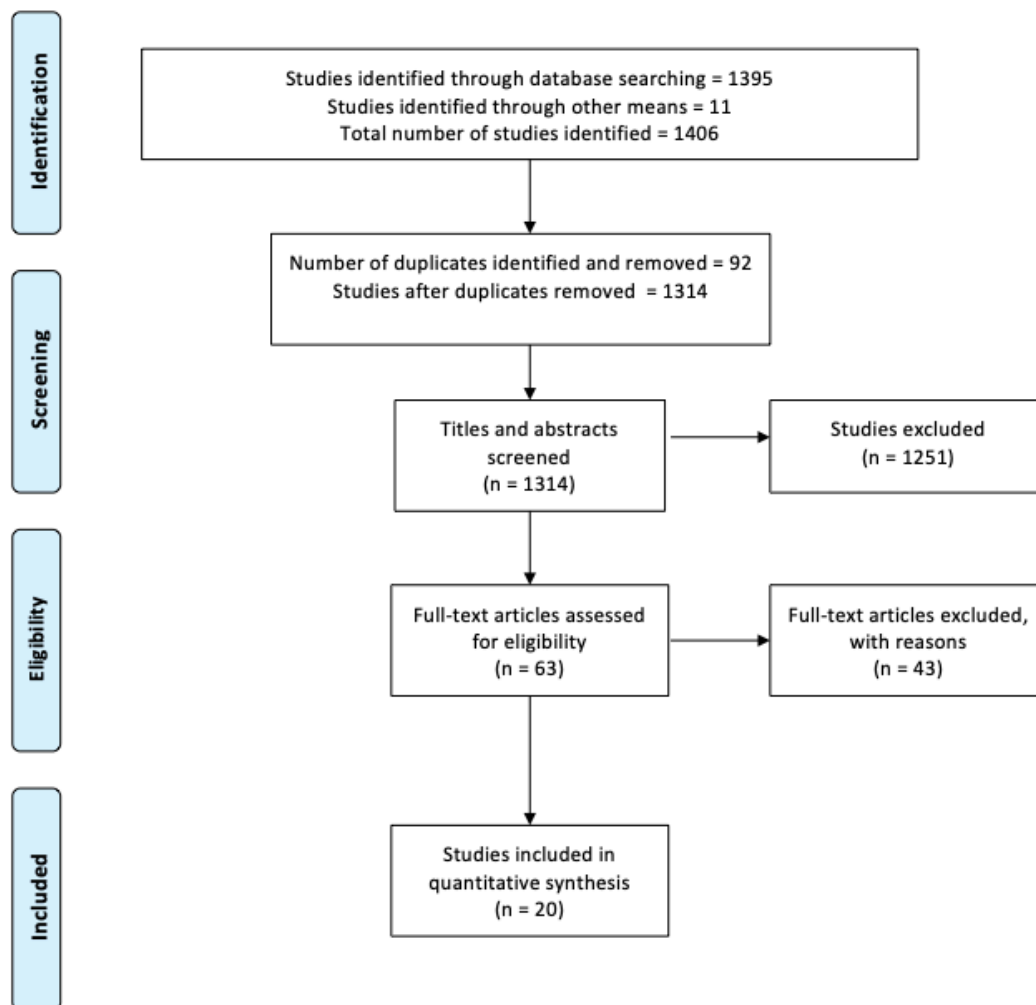 Identification
Studies identified through database searching = 1395
Studies identified through other means = 11
Total number of studies identified = 1406
Screening
Number of duplicates identified and removed = 92
Studies after duplicates removed = 1314
Titles and abstracts
screened
(n = 1314)
Studies excluded
(n = 1251)
Eligibility
Full-text articles assessed
for eligibility
(n = 63)
Full-text articles excluded,
with reasons
(n = 43)
Included
Studies included in
quantitative synthesis
(n = 20)